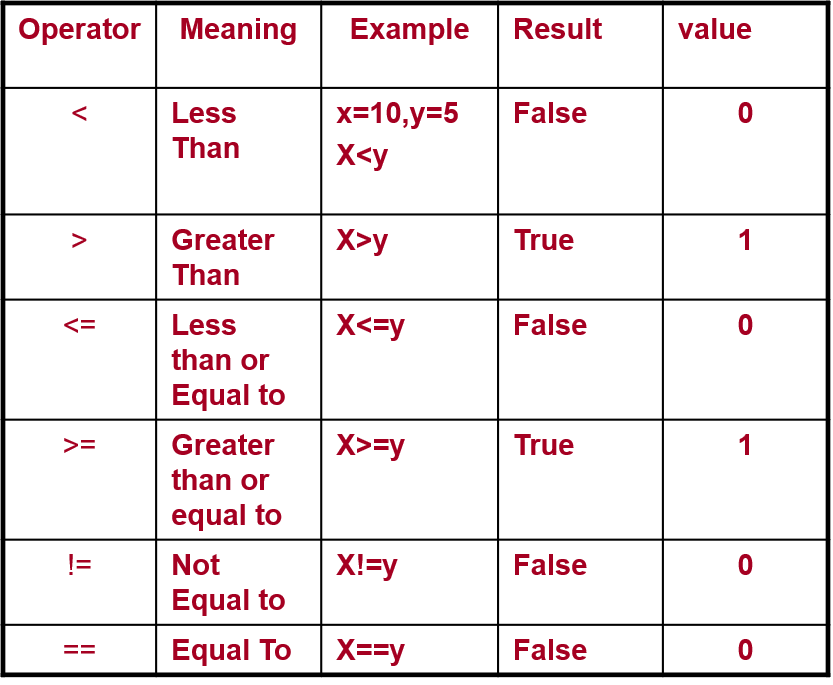 Operator Meaning Example Result value
< Less Than x=10,y=5 X<y False 0
> Greater Than X>y True 1
<= Less than or Equal to X<=y False 0
>= Greater than or equal to X>=y True 1
!= Not Equal to X!=y False 0
== Equal To X==y False 0